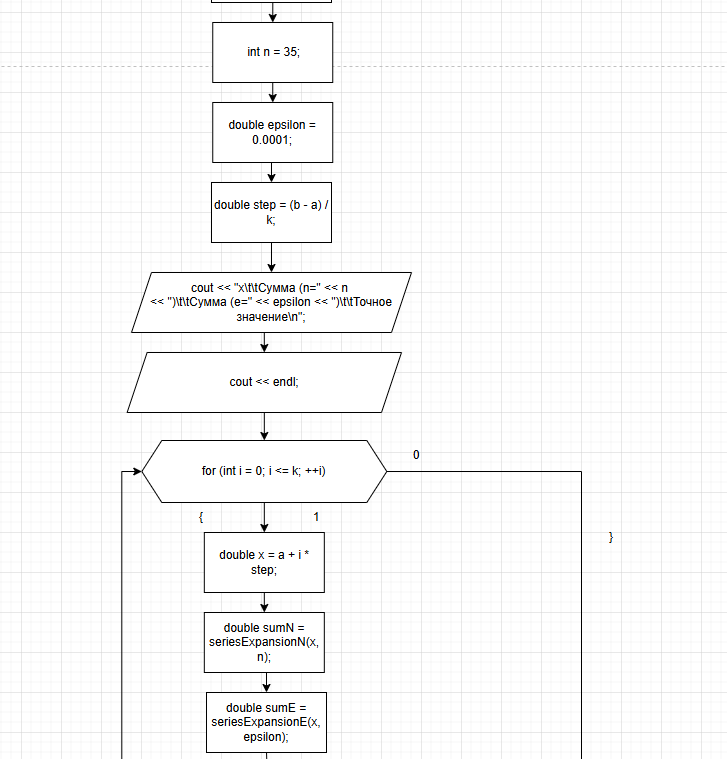 int n = 35;
double epsilon =
0.0001;
double step = (b - a) /
k;
cout << "x\t\tСумма (n=" << n
<< ")\t\tСумма (e=" << epsilon << ")\t\tТочное
значение\n";
cout << endl;
for (int i = 0; i <= k; ++i)
0
{
1
}
double x = a + i *
step;
double sumN =
seriesExpansionN(x,
n);
double sumE =
seriesExpansionE(x,
epsilon);